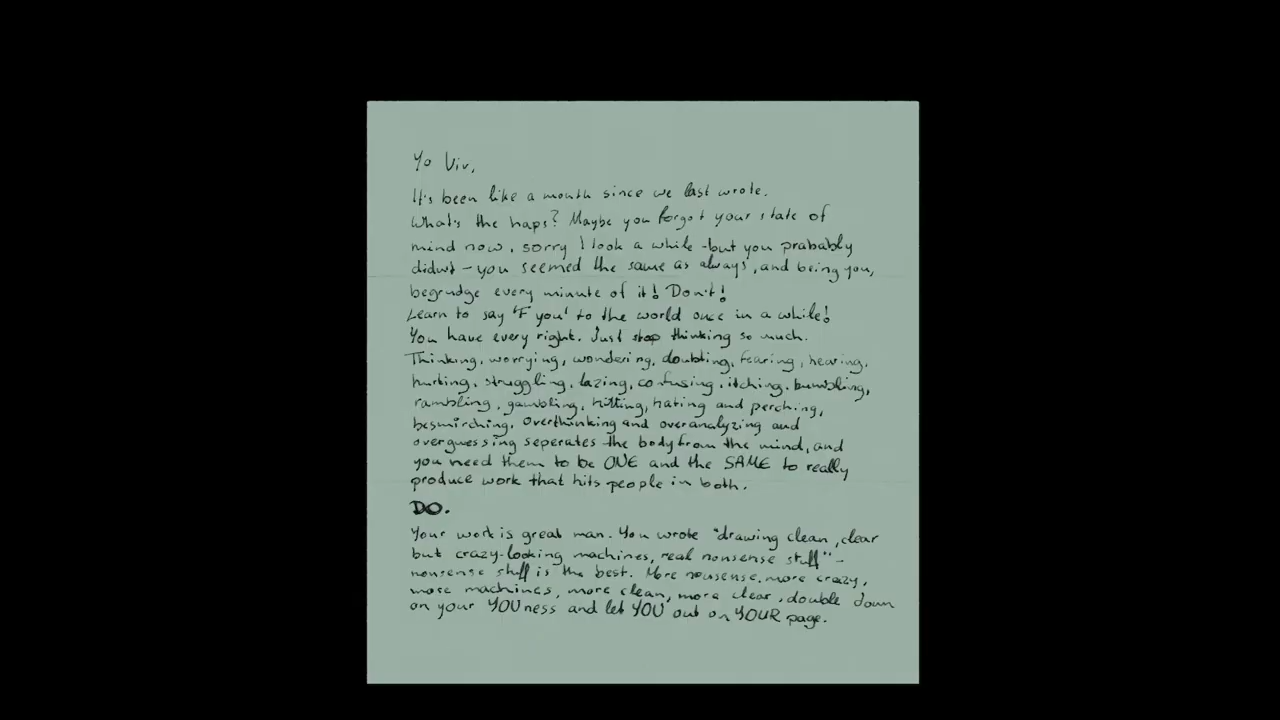 Yo Viv,
It's been like a month since we last wrote.
What's the haps? Maybe you forgot your state of
mind now, sorry I took a while - but you prabably
didn't - you seemed the same as always, and being you,
begrudge every minute of it! Don't!
Learn to say 'F you' to the world once in a while!
You have every right. Just stop thinking so much.
Thinking, worrying, wondering, doubting, fearing, hearing,
hurting, struggling, lazing, confusing, itching, bumbling,
rambling, gambling, hitting, hating and perching,
besmirching. Overthinking and overanalyzing and
overguessing seperates the body from the mind, and
you need them to be ONE and the SAME to really
produce work that hits people in both.
DO.
Your work is great man. You wrote "drawing clean, clear
but crazy-looking machines, real nonsense stuff" -
nonsense stuff is the best. More nonsense, more crazy,
more machines, more clean, more clear, double down
on your YOUness and let YOU out on YOUR page.